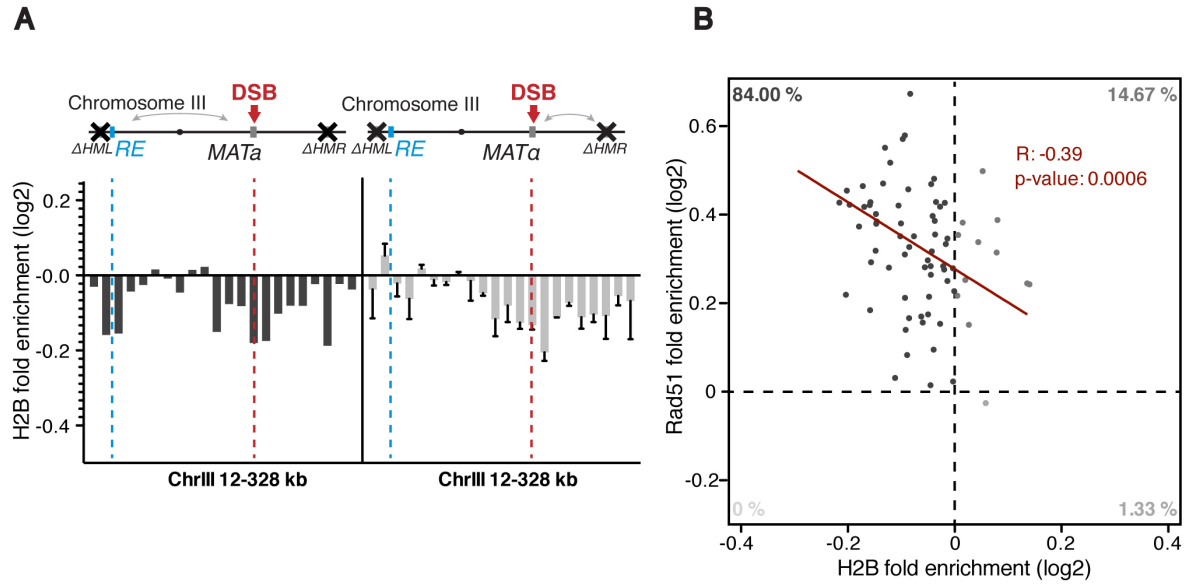 A
B
DSB
DSB
Chromosome III
Chromosome III
ΔHML RE
MATa
ΔHMR
ΔHML RE
MATα
ΔHMR
H2B fold enrichment (log2)
0.2
-0.0
-0.2
-0.4
ChrIII 12-328 kb
ChrIII 12-328 kb
84.00 %
14.67 %
R: -0.39
p-value: 0.0006
0 %
1.33 %
Rad51 fold enrichment (log2)
0.6
0.4
0.2
0
-0.2
-0.4
-0.2
0
0.2
0.4
H2B fold enrichment (log2)